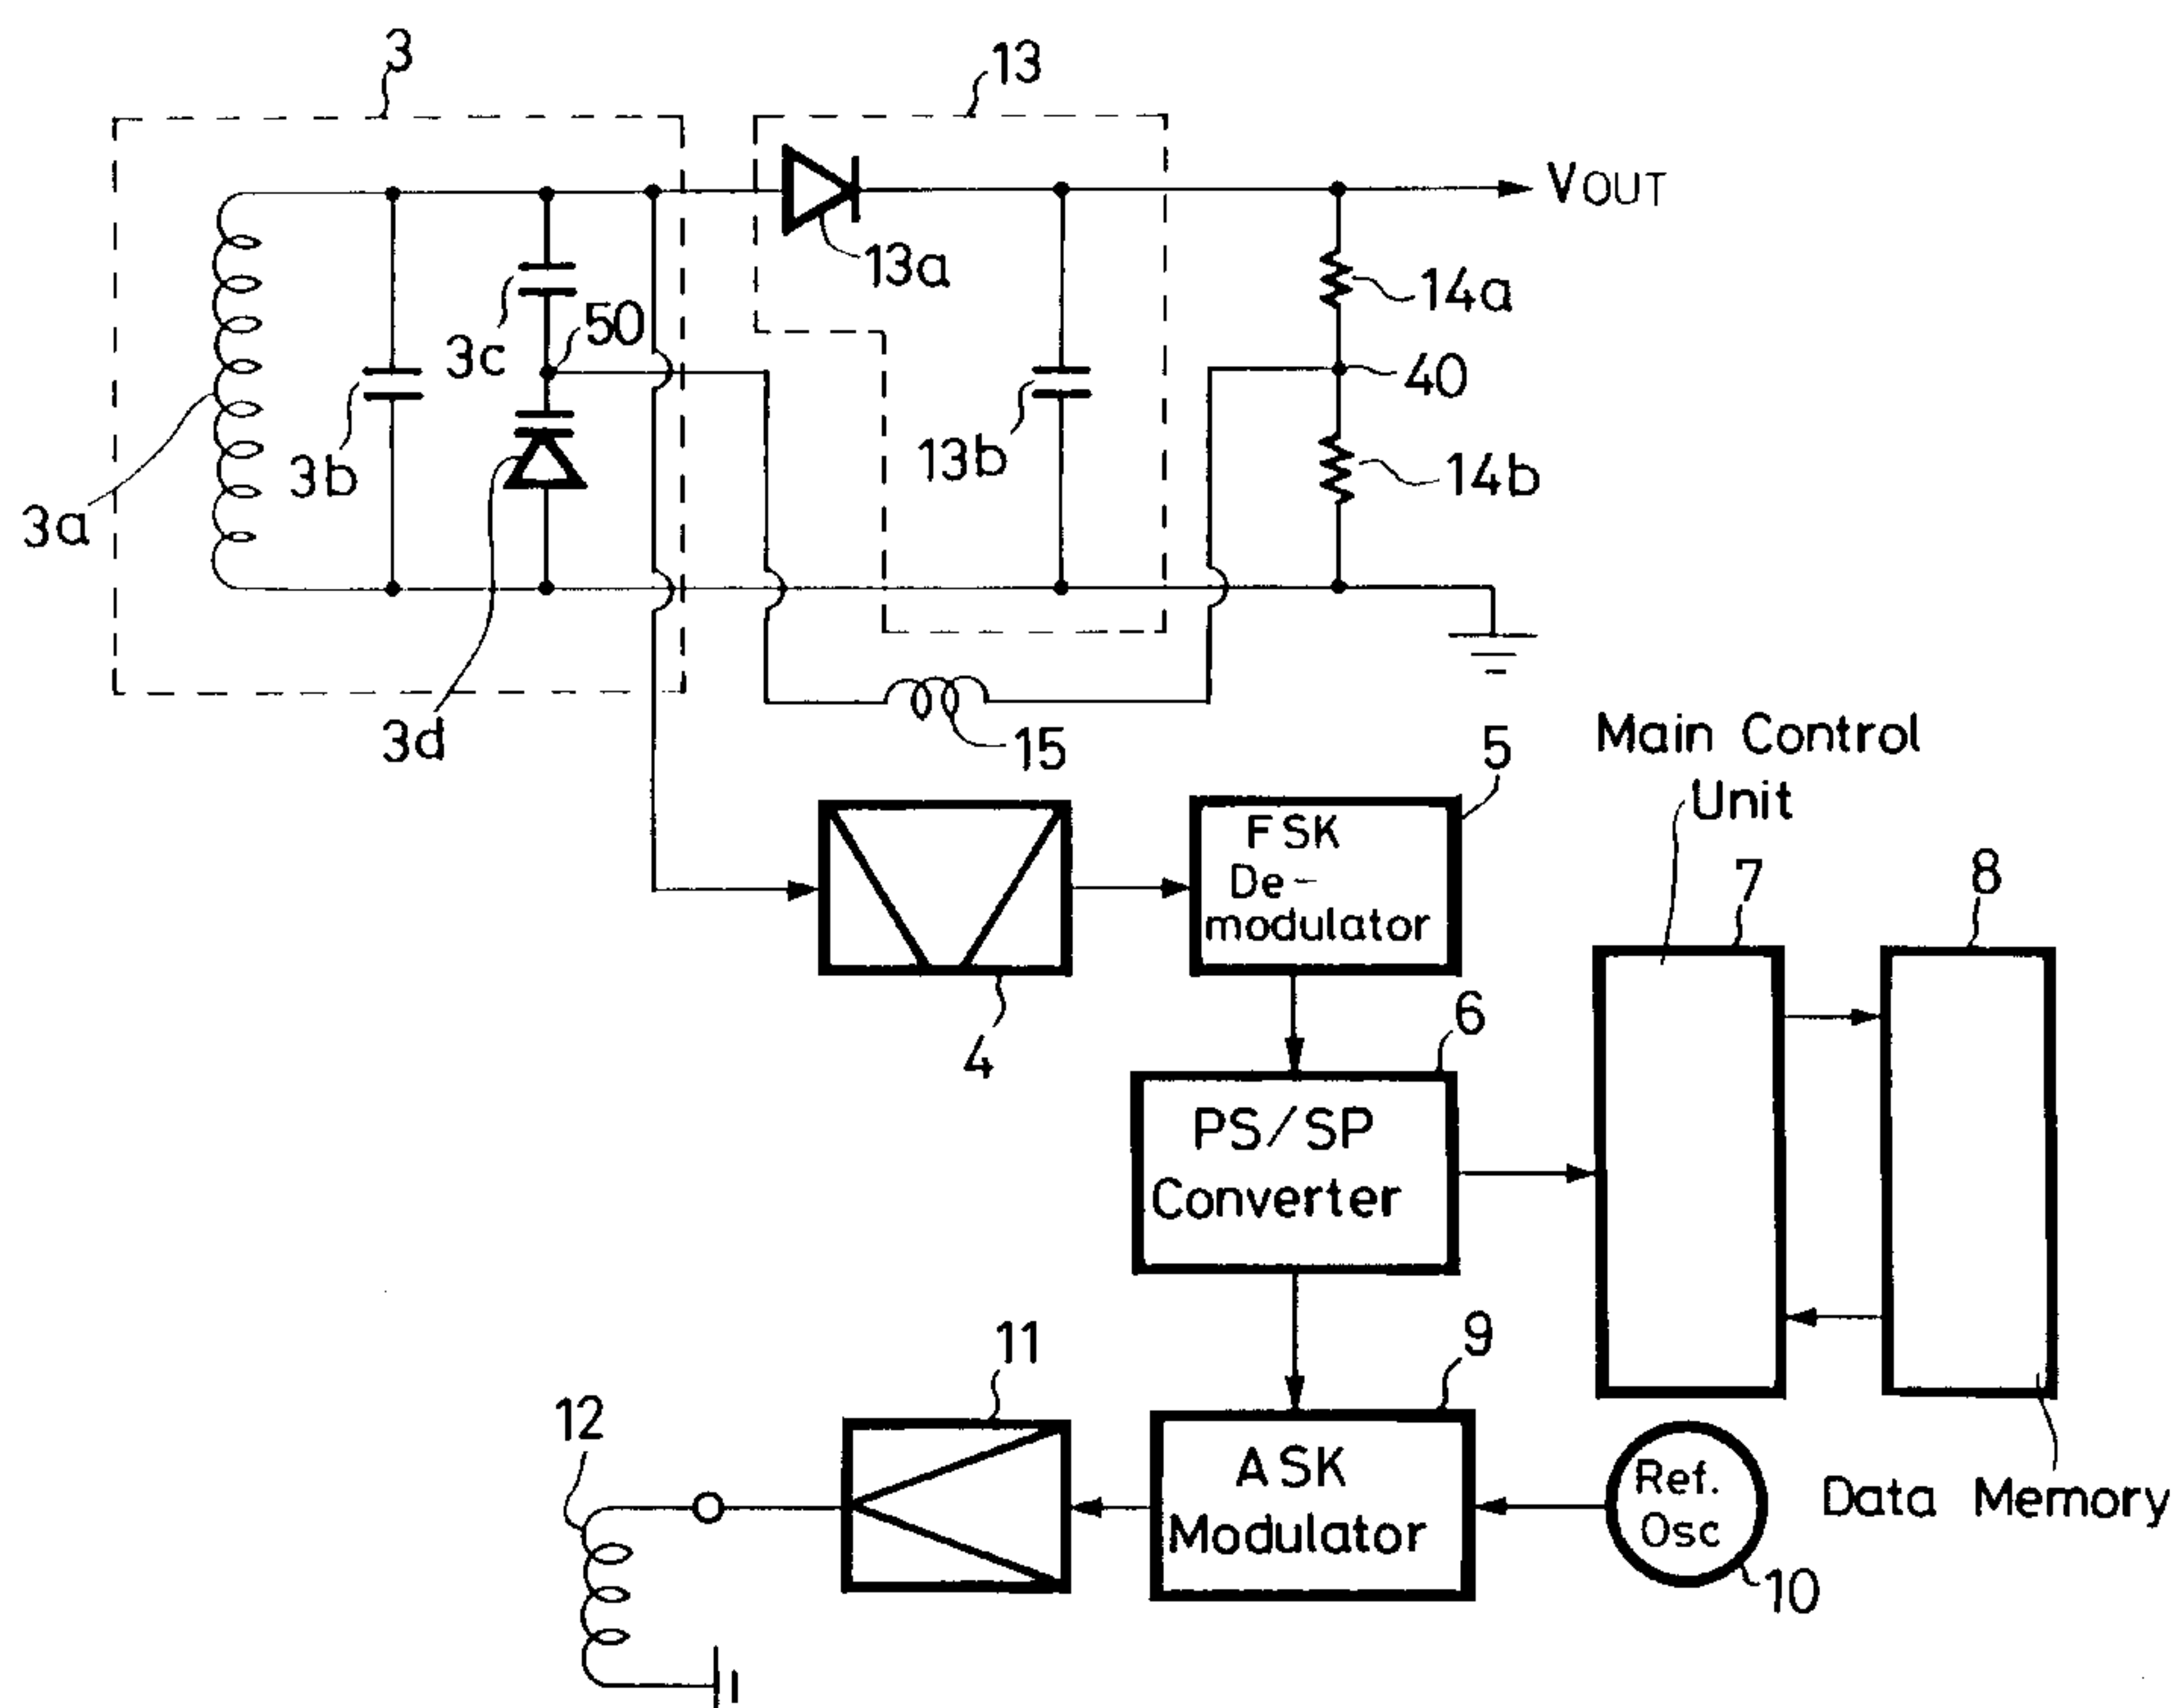 3
13
VOUT
13a
14a
50
3c
40
13b
14b
3b
3a
3d
15
5
Main Control
Unit
FSK
De-
modulator
7
8
4
6
PS/SP
Converter
11
9
12
ASK
Modulator
Ref.
Osc
Data Memory
10